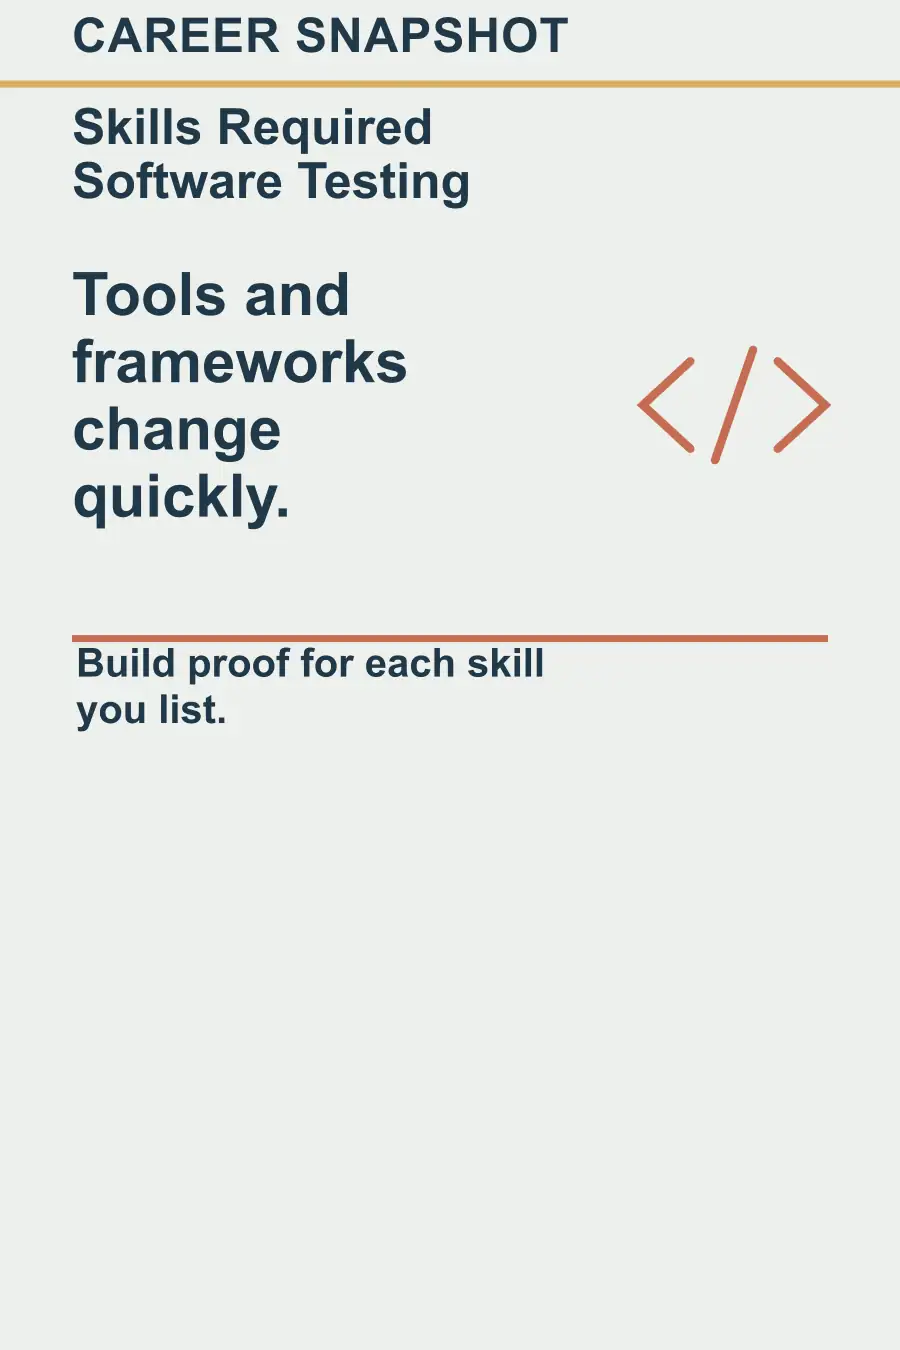 CAREER SNAPSHOT
Skills Required
Software Testing
Tools and
frameworks
change
quickly.
</>
Build proof for each skill
you list.